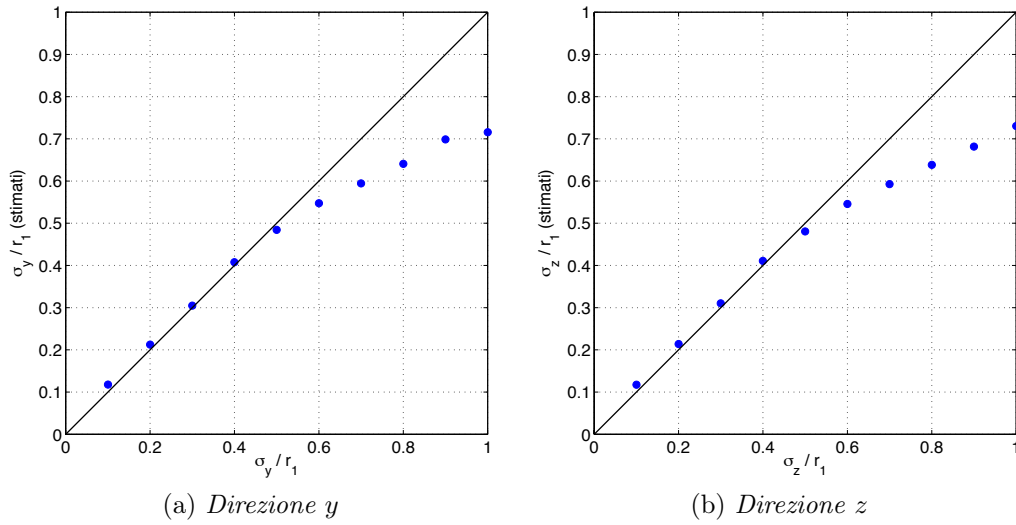 1
0.9
0.8
0.7
0.6
0.5
0.4
0.3
0.2
0.1
0
0 0.2 0.4 0.6 0.8 1
σy / r1 (stimati)
σy / r1
(a) Direzione y
1
0.9
0.8
0.7
0.6
0.5
0.4
0.3
0.2
0.1
0
0 0.2 0.4 0.6 0.8 1
σz / r1 (stimati)
σz / r1
(b) Direzione z